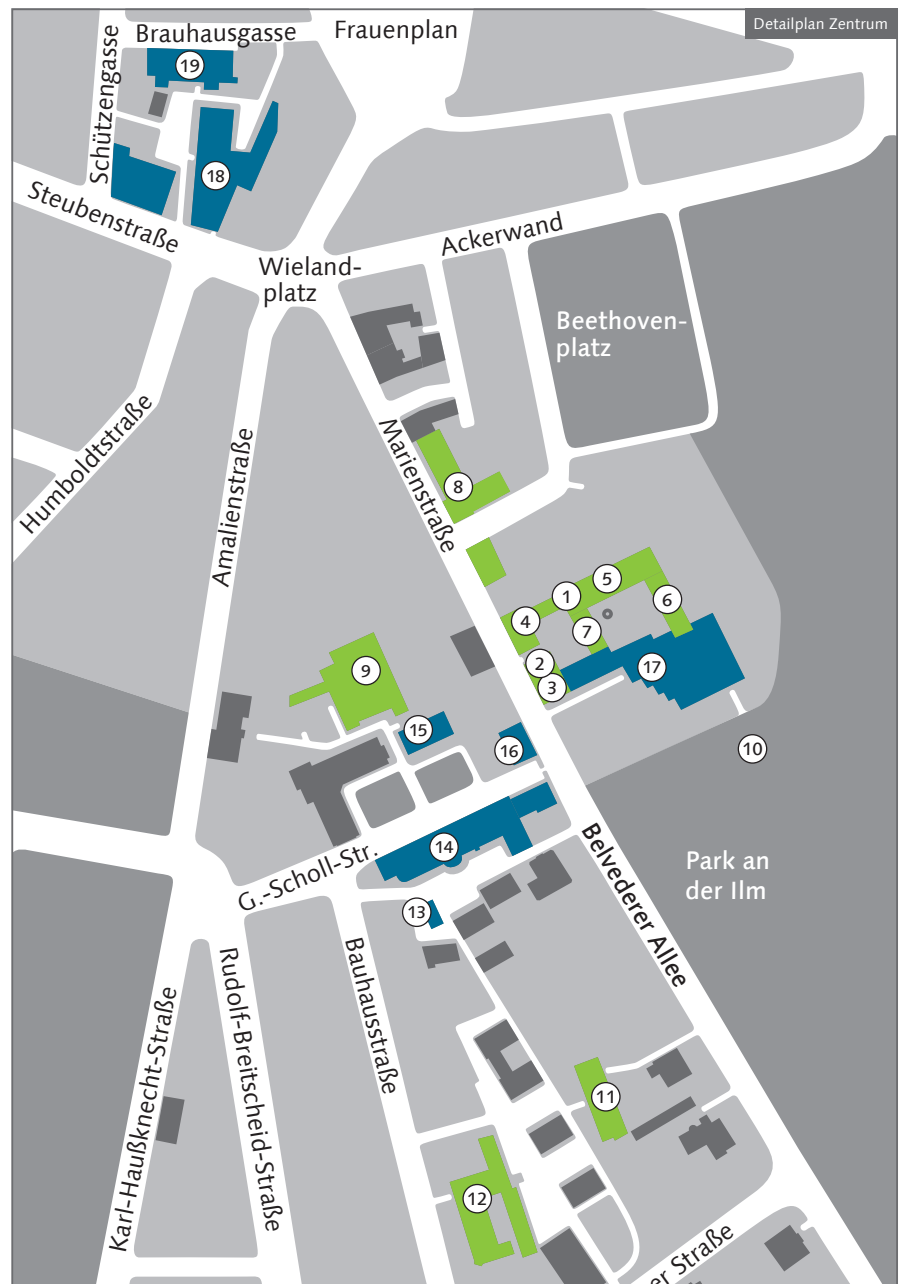 Detailplan Zentrum
Brauhausgasse
Frauenplan
19
Schützengasse
18
Steubenstraße
Ackerwand
Wieland-
platz
Beethoven-
platz
Humboldtstraße
Amalienstraße
Marienstraße
8
5
1
6
4
7
2
9
17
3
15
16
10
14
Belvederer Allee
Park an
der Ilm
G.-Scholl-Str.
13
Bauhausstraße
Rudolf-Breitscheid-Straße
Karl-Haußknecht-Straße
11
12
er Straße